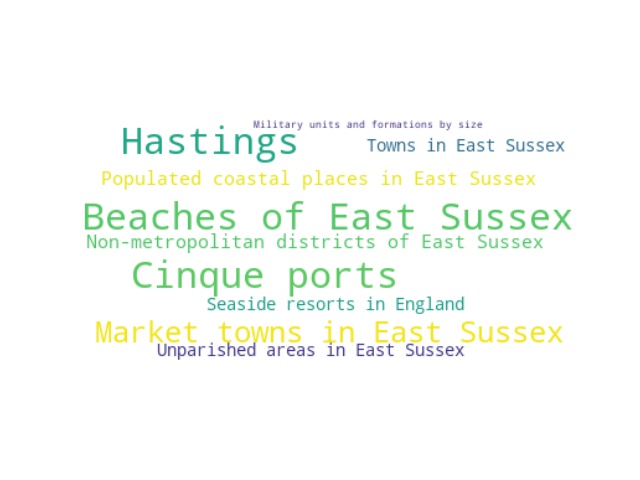 Military units and formations by size
Hastings
Towns in East Sussex
Populated coastal places in East Sussex
Beaches of East Sussex
Non-metropolitan districts of East Sussex
Cinque ports
Seaside resorts in England
Market towns in East Sussex
Unparished areas in East Sussex